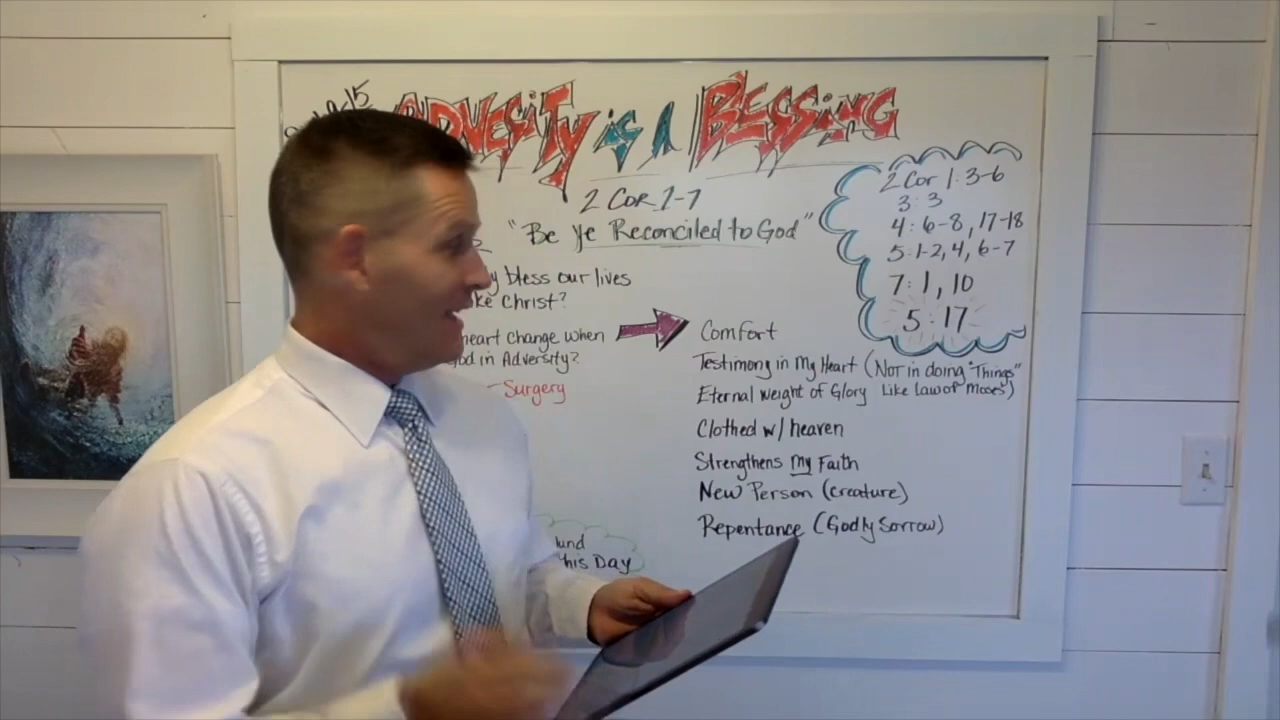 ADVESITY is A BLESSiNG
2 COR 1-7
"Be Ye Reconciled to God"
bless our lives
Christ?
heart change when
in Adversity?
- Surgery
his Day
2 Cor 1:3-6
3:3
4:6-8, 17-18
5:1-2, 4, 6-7
7:1, 10
5:17
Comfort
Testimony in My Heart (Not in doing "Things"
Eternal weight of Glory Like law of Moses)
Clothed w/ heaven
Strengthens My Faith
New Person (creature)
Repentance (Godly Sorrow)